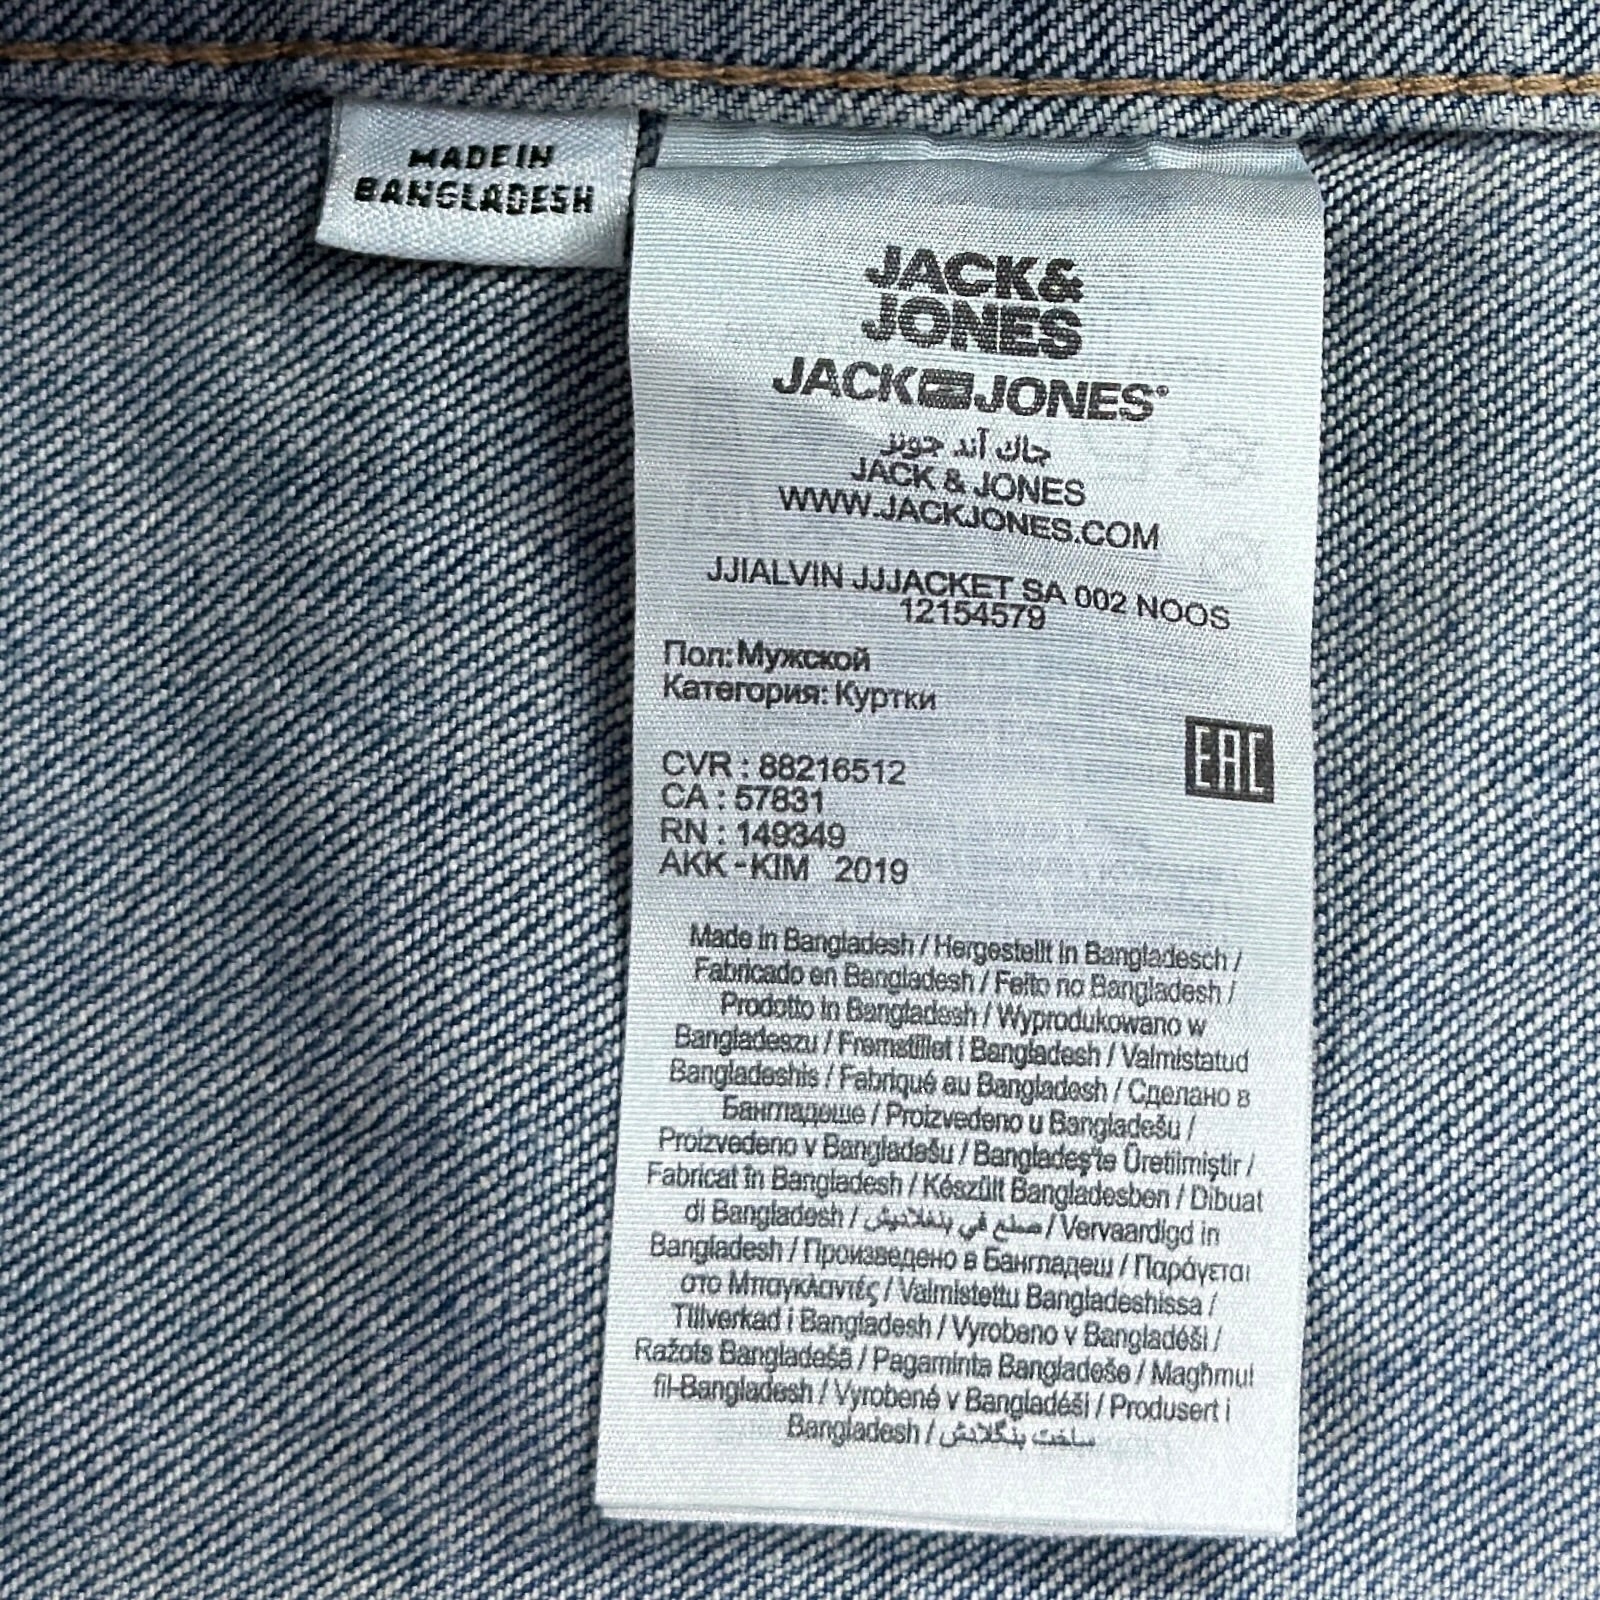 MADE IN
BANGLADESH
JACK&
JONES
JACK JONES®
جاك آند جونز
JACK & JONES
WWW.JACKJONES.COM
JJIALVIN JJJACKET SA 002 NOOS
12154579
Пол: Мужской
Категория: Куртки
EAC
CVR : 88216512
CA : 57831
RN : 149349
AKK - KIM 2019
Made in Bangladesh / Hergestellt in Bangladesch /
Fabricado en Bangladesh / Feito no Bangladesh /
Prodotto in Bangladesh / Wyprodukowano w
Bangladeszu / Fremstillet i Bangladesh / Valmistatud
Bangladeshis / Fabriqué au Bangladesh / Сделано в
Бангладеше / Proizvedeno u Bangladešu /
Proizvedeno v Bangladešu / Bangladeş'te Üretilmiştir /
Fabricat în Bangladesh / Készült Bangladesben / Dibuat
di Bangladesh / صنع في بنغلاديش / Vervaardigd in
Bangladesh / Произведено в Бангладеш / Παράγεται
στο Μπαγκλαντές / Valmistettu Bangladeshissa /
Tillverkad i Bangladesh / Vyrobeno v Bangladéši /
Ražots Bangladešā / Pagaminta Bangladeše / Magħmul
fil-Bangladesh / Vyrobené v Bangladéši / Produsert i
Bangladesh / ساخت بنگلادش